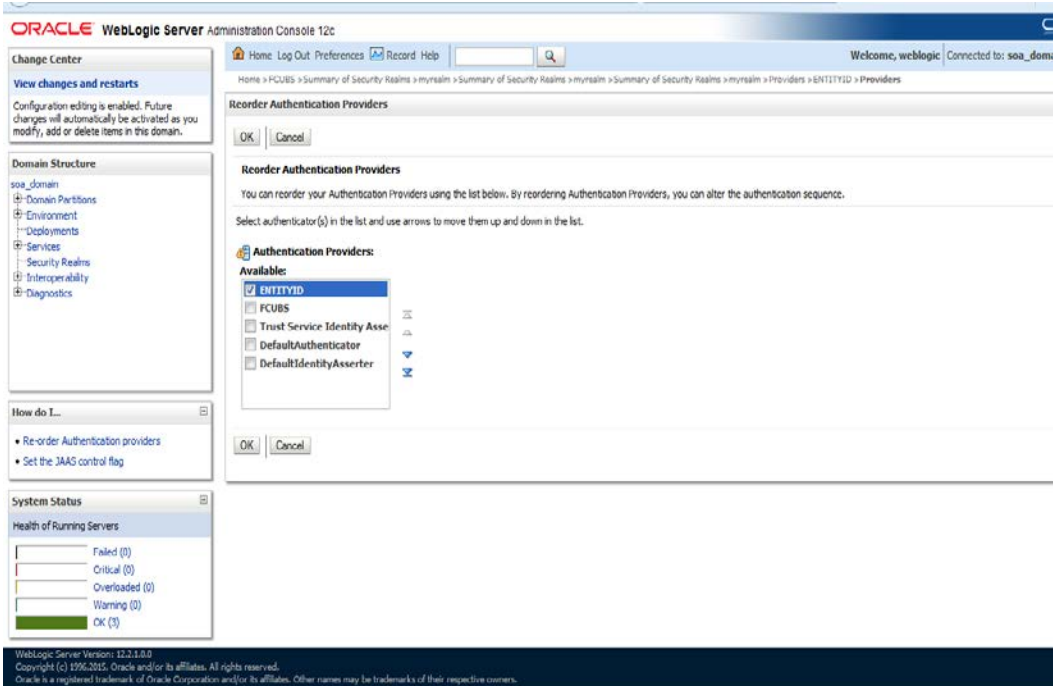 ORACLE WebLogic Server Administration Console 12c
Change Center
View changes and restarts
Configuration editing is enabled. Future
changes will automatically be activated as you
modify, add or delete items in this domain.
Domain Structure
soa_domain
Domain Partitions
Environment
Deployments
Services
Security Realms
Interoperability
Diagnostics
How do I...
Re-order Authentication providers
Set the JAAS control flag
System Status
Health of Running Servers
Failed (0)
Critical (0)
Overloaded (0)
Warning (0)
OK (3)
Home Log Out Preferences Record Help
Welcome, weblogic Connected to: soa_doma
Home >FCUBS >Summary of Security Realms >myrealm >Summary of Security Realms >myrealm >Summary of Security Realms >myrealm >Providers >ENTITYID >Providers
Reorder Authentication Providers
OK Cancel
Reorder Authentication Providers
You can reorder your Authentication Providers using the list below. By reordering Authentication Providers, you can alter the authentication sequence.
Select authenticator(s) in the list and use arrows to move them up and down in the list.
Authentication Providers:
Available:
ENTITYID
FCUBS
Trust Service Identity Asse
DefaultAuthenticator
DefaultIdentityAsserter
OK Cancel
WebLogic Server Version: 12.2.1.0.0
Copyright (c) 1996,2015, Oracle and/or its affiliates. All rights reserved.
Oracle is a registered trademark of Oracle Corporation and/or its affiliates. Other names may be trademarks of their respective owners.